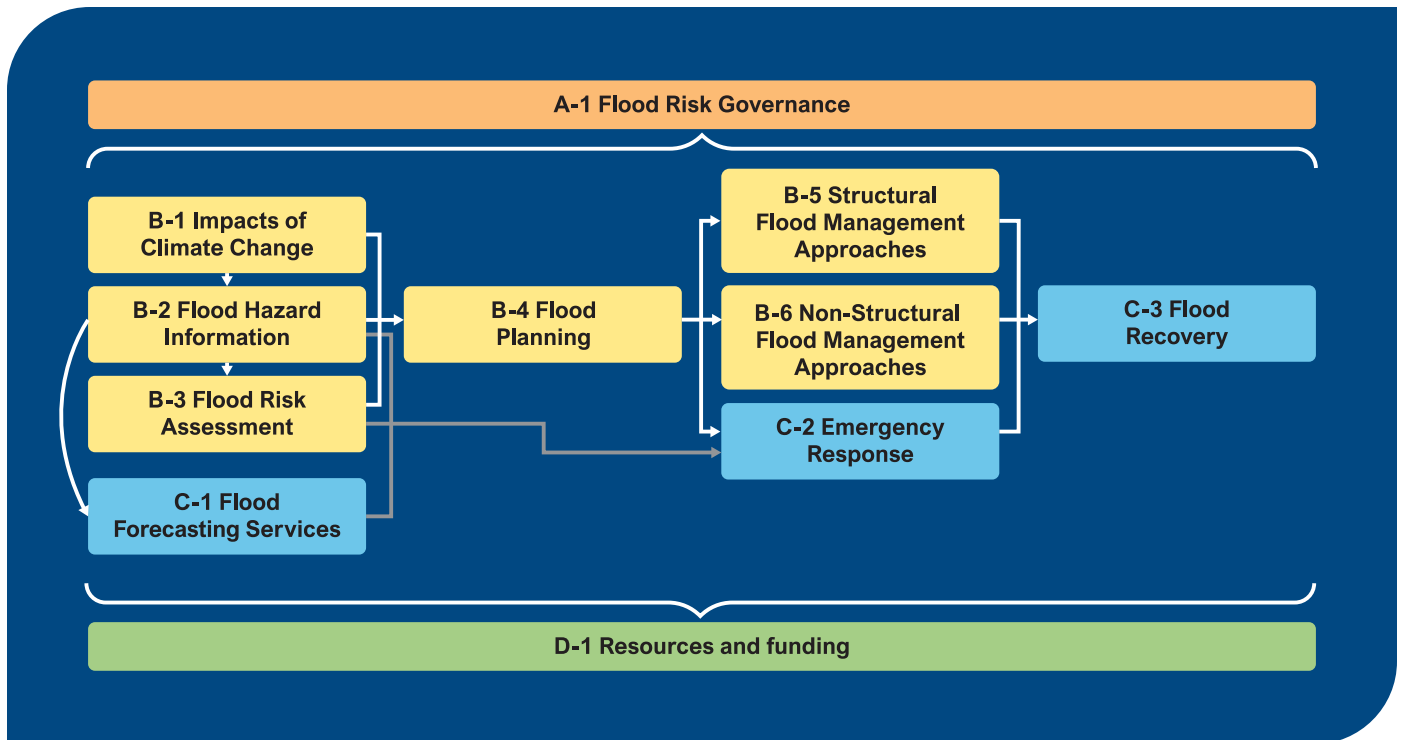 A-1 Flood Risk Governance
B-1 Impacts of
Climate Change
B-2 Flood Hazard
Information
B-3 Flood Risk
Assessment
C-1 Flood
Forecasting Services
B-4 Flood
Planning
B-5 Structural
Flood Management
Approaches
B-6 Non-Structural
Flood Management
Approaches
C-2 Emergency
Response
C-3 Flood
Recovery
D-1 Resources and funding